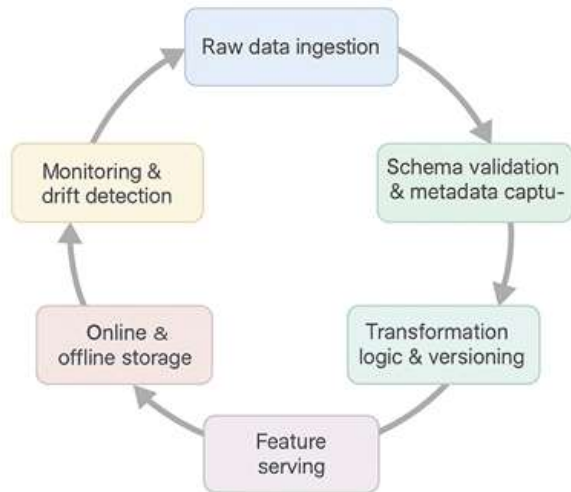 Raw data ingestion
Schema validation
& metadata captu-
Transformation
logic & versioning
Feature
serving
Online &
offline storage
Monitoring &
drift detection